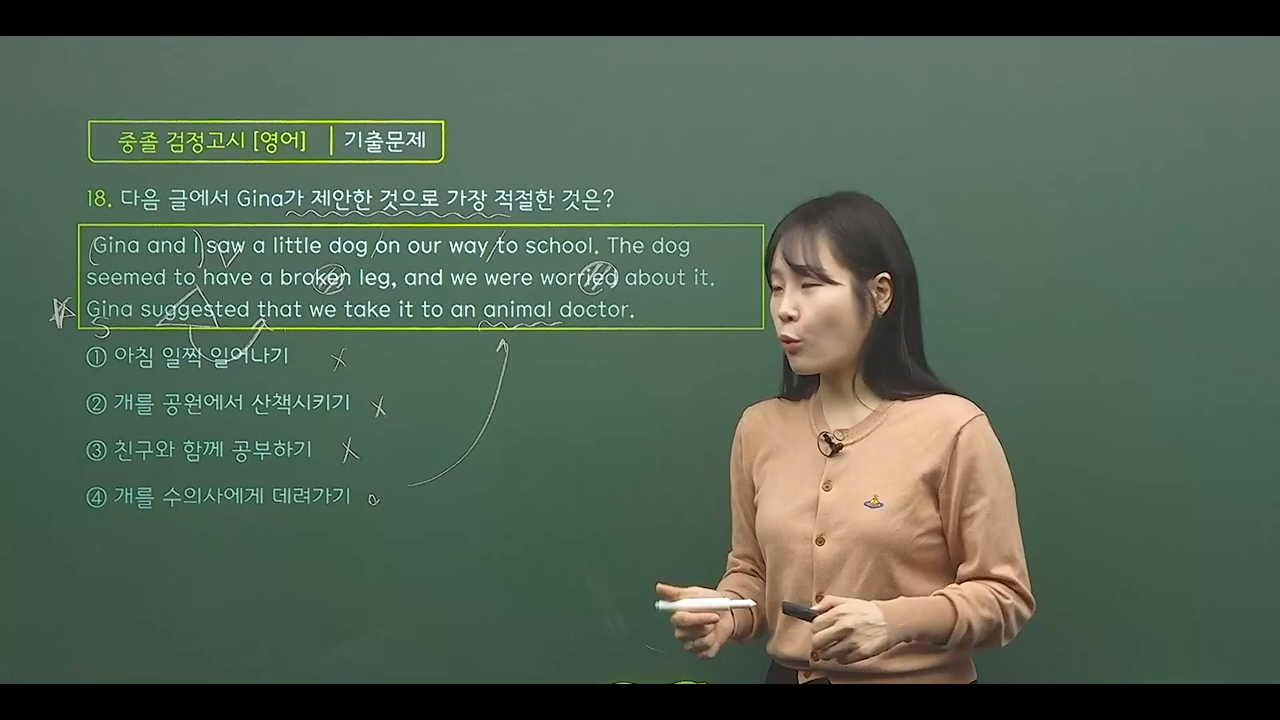 중졸 검정고시 [영어] | 기출문제
18. 다음 글에서 Gina가 제안한 것으로 가장 적절한 것은?
Gina and I saw a little dog on our way to school. The dog
seemed to have a broken leg, and we were worried about it.
Gina suggested that we take it to an animal doctor.
① 아침 일찍 일어나기
② 개를 공원에서 산책시키기
③ 친구와 함께 공부하기
④ 개를 수의사에게 데려가기